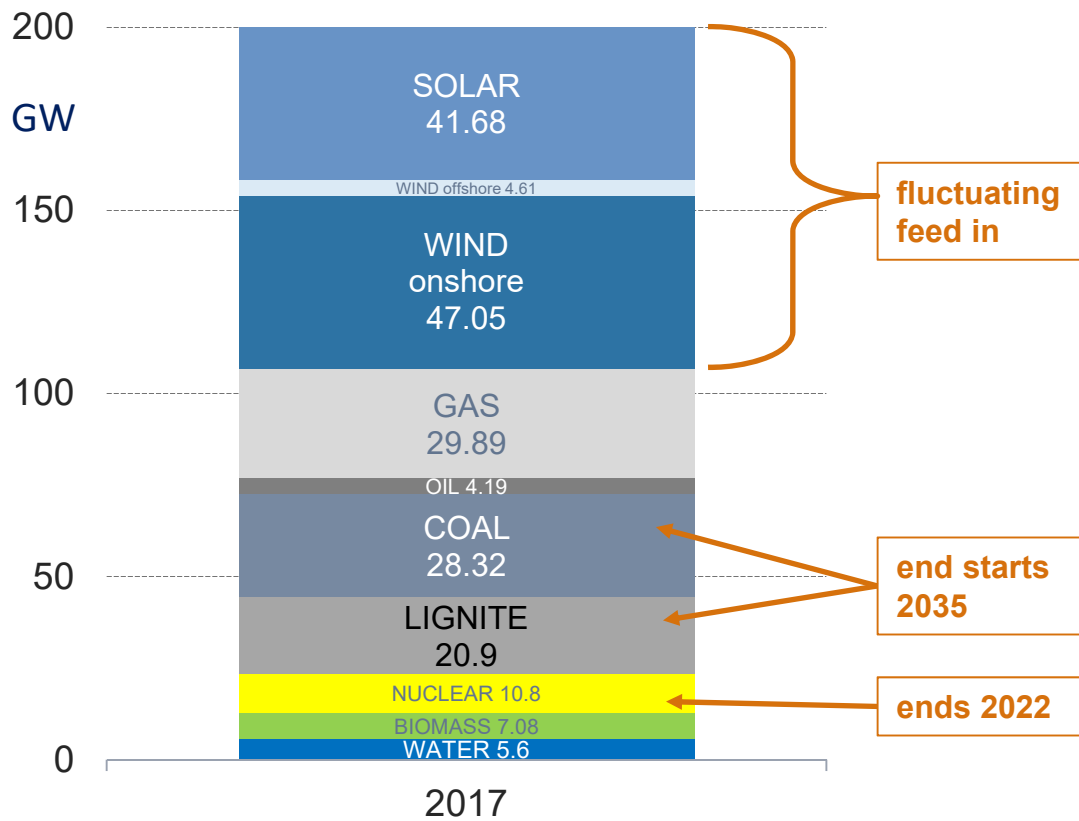 200
GW
150
100
50
0
SOLAR
41.68
WIND offshore 4.61
WIND
onshore
47.05
GAS
29.89
OIL 4.19
COAL
28.32
LIGNITE
20.9
NUCLEAR 10.8
BIOMASS 7.08
WATER 5.6
2017
fluctuating
feed in
end starts
2035
ends 2022